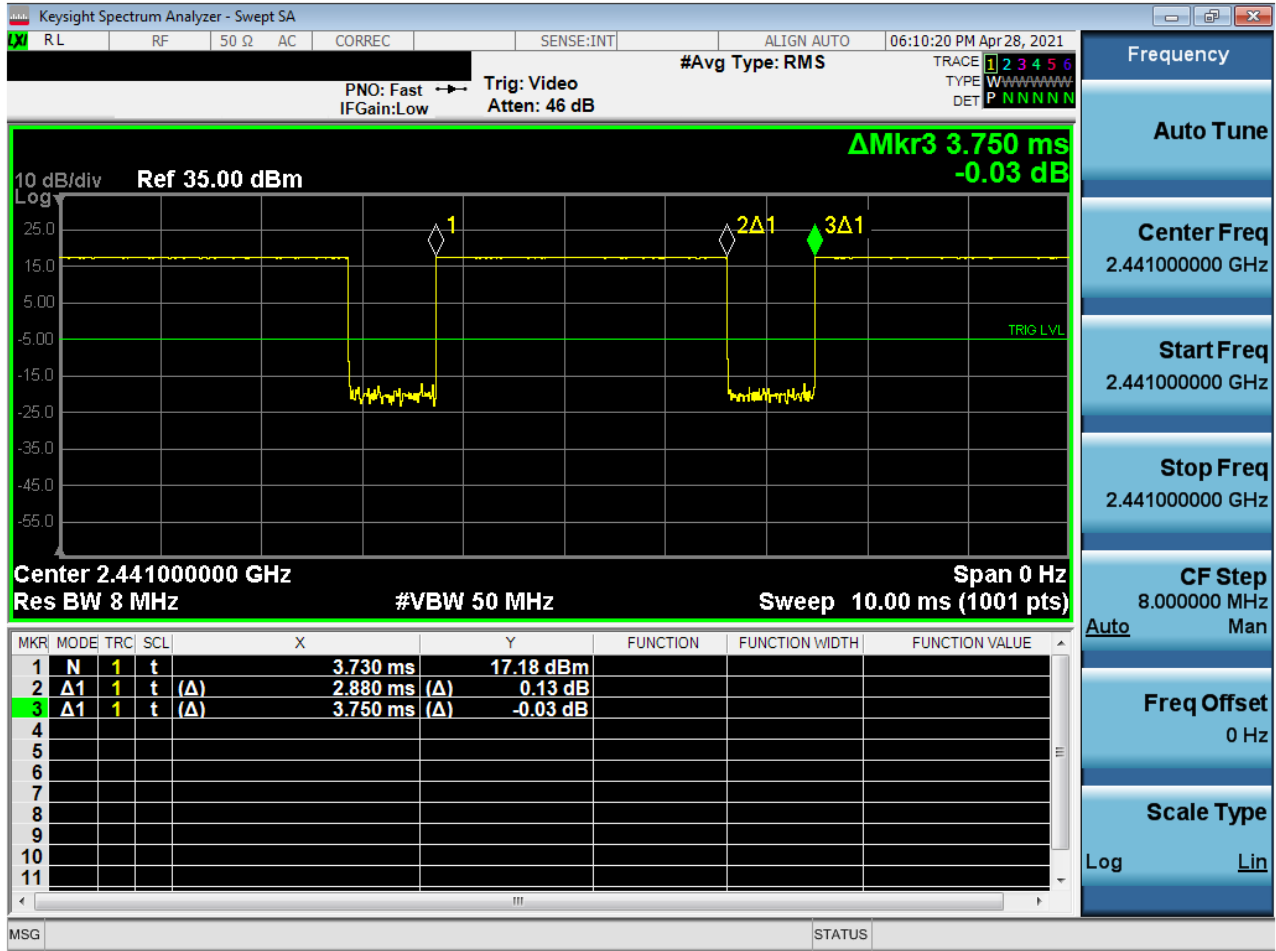 Keysight Spectrum Analyzer - Swept SA
LXI RL RF 50 Ω AC CORREC SENSE:INT ALIGN AUTO 06:10:20 PM Apr 28, 2021
#Avg Type: RMS
TRACE 1 2 3 4 5 6
TYPE WWWWWW
DET P N N N N N
PNO: Fast
IFGain:Low
Trig: Video
Atten: 46 dB
ΔMkr3 3.750 ms
-0.03 dB
10 dB/div
Log
Ref 35.00 dBm
25.0
15.0
5.00
-5.00
-15.0
-25.0
-35.0
-45.0
-55.0
1
2Δ1
3Δ1
TRIG LVL
Center 2.441000000 GHz
Span 0 Hz
Res BW 8 MHz
#VBW 50 MHz
Sweep 10.00 ms (1001 pts)
MKR MODE TRC SCL X Y FUNCTION FUNCTION WIDTH FUNCTION VALUE
1 N 1 t 3.730 ms 17.18 dBm
2 Δ1 1 t (Δ) 2.880 ms (Δ) 0.13 dB
3 Δ1 1 t (Δ) 3.750 ms (Δ) -0.03 dB
4
5
6
7
8
9
10
11
MSG
STATUS
Frequency
Auto Tune
Center Freq
2.441000000 GHz
Start Freq
2.441000000 GHz
Stop Freq
2.441000000 GHz
CF Step
8.000000 MHz
Auto Man
Freq Offset
0 Hz
Scale Type
Log Lin